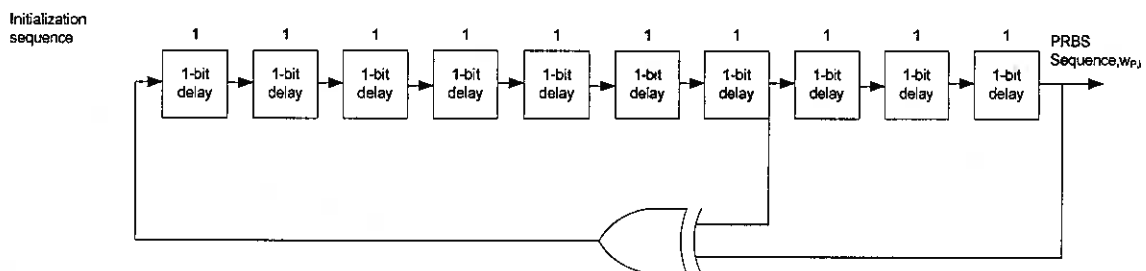 Initialization
sequence
1 1 1 1 1 1 1 1 1 1
PRBS
Sequence,wₚ,ₖ
1-bit delay
1-bit delay
1-bit delay
1-bit delay
1-bit delay
1-bit delay
1-bit delay
1-bit delay
1-bit delay
1-bit delay